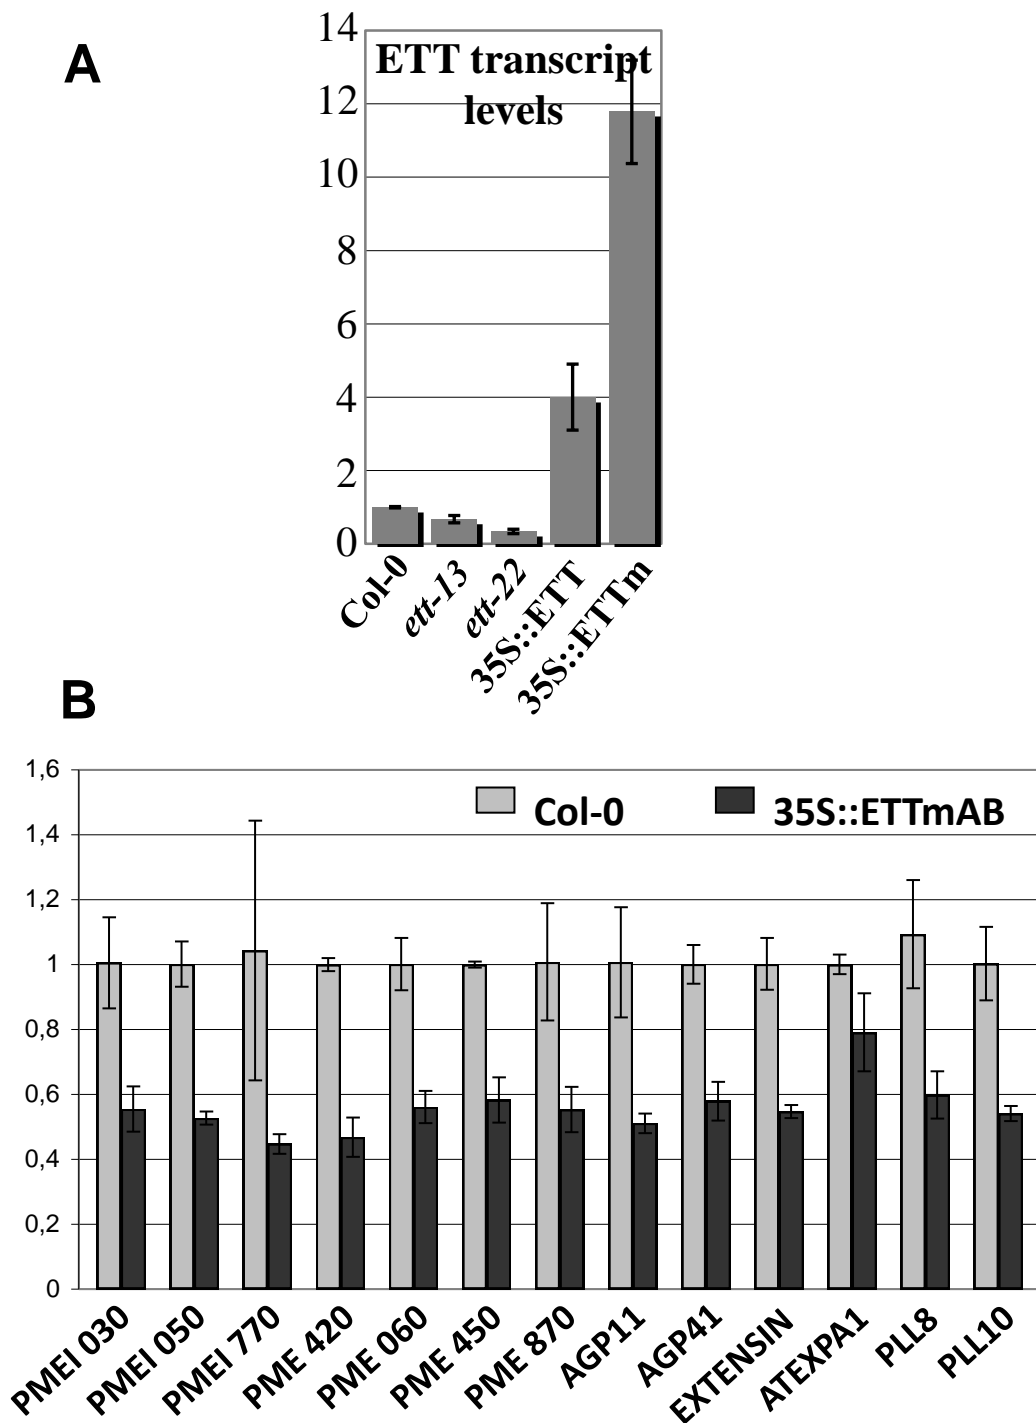 A
ETT transcript
levels
14
12
10
8
6
4
2
0
Col-0
ett-13
ett-22
35S::ETT
35S::ETTm
B
Col-0
35S::ETTmAB
1,6
1,4
1,2
1
0,8
0,6
0,4
0,2
0
PMEI 030
PMEI 050
PMEI 770
PME 420
PME 060
PME 450
PME 870
AGP11
AGP41
EXTENSIN
ATEXPA1
PLL8
PLL10